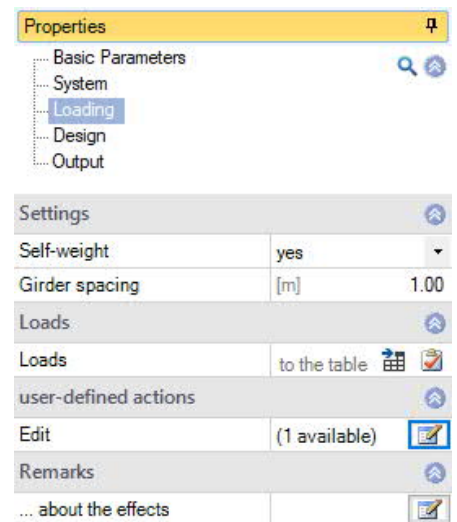 Properties
Basic Parameters
System
Loading
Design
Output
Settings
Self-weight yes
Girder spacing [m] 1.00
Loads
Loads to the table
user-defined actions
Edit (1 available)
Remarks
... about the effects